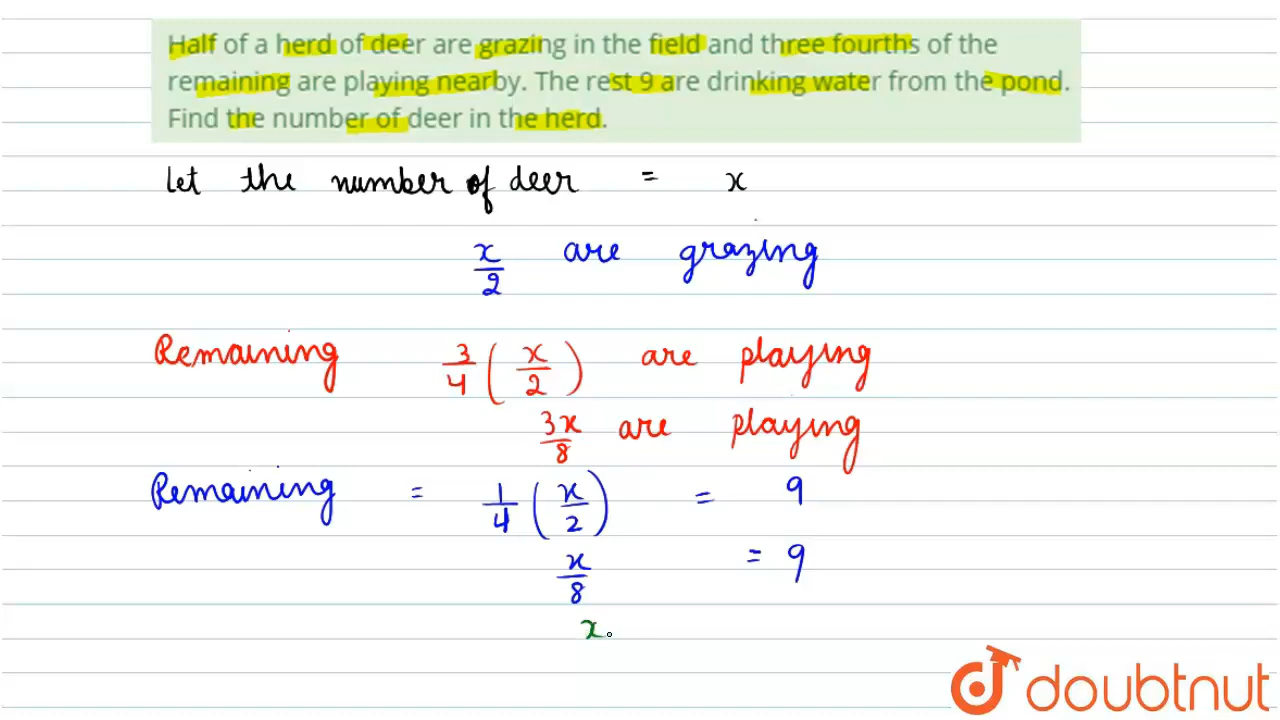 Half of a herd of deer are grazing in the field and three fourths of the
remaining are playing nearby. The rest 9 are drinking water from the pond.
Find the number of deer in the herd.
Let the number of deer = x
x/2 are grazing
Remaining 3/4 (x/2) are playing
3x/8 are playing
Remaining = 1/4 (x/2) = 9
x/8 = 9
x
doubtnut